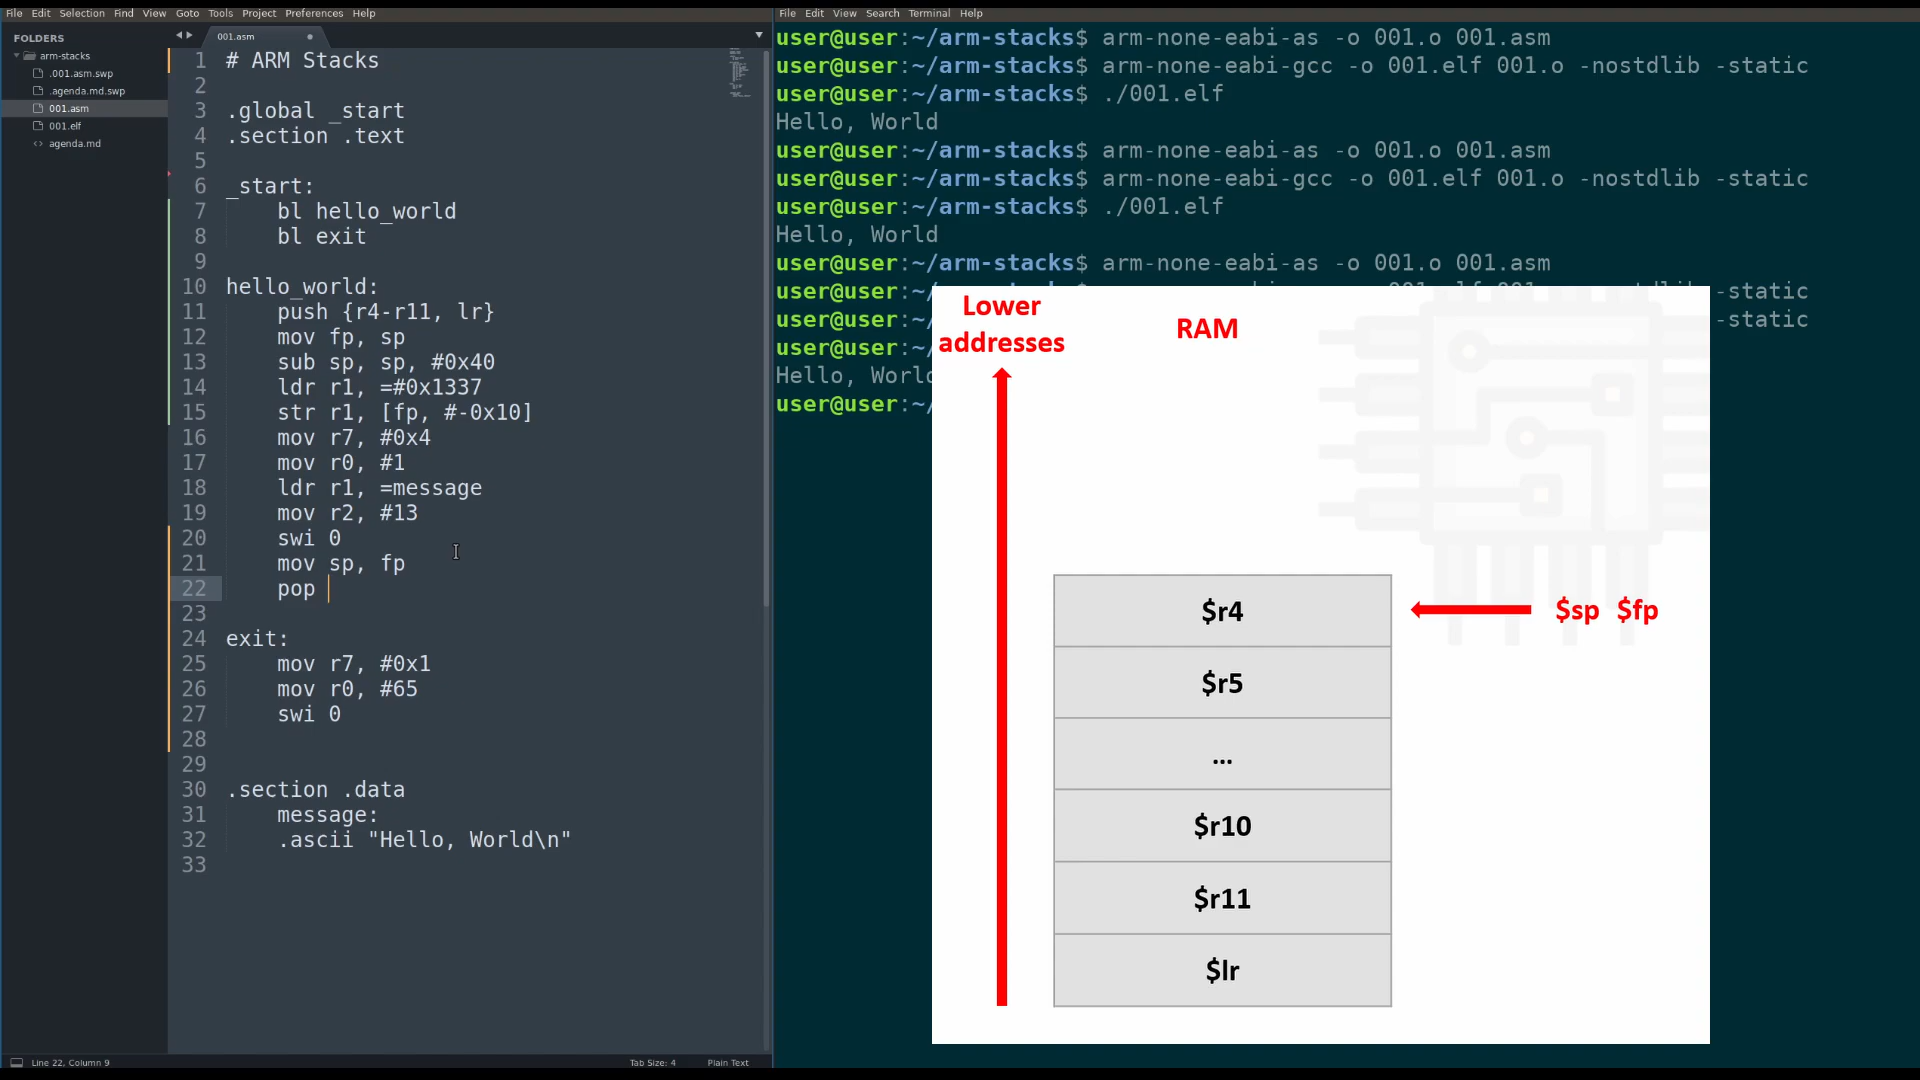 File Edit Selection Find View Goto Tools Project Preferences Help
FOLDERS
arm-stacks
.001.asm.swp
.agenda.md.swp
001.asm
001.elf
agenda.md
001.asm
1 # ARM Stacks
2
3 .global _start
4 .section .text
5
6 _start:
7 bl hello_world
8 bl exit
9
10 hello_world:
11 push {r4-r11, lr}
12 mov fp, sp
13 sub sp, sp, #0x40
14 ldr r1, =#0x1337
15 str r1, [fp, #-0x10]
16 mov r7, #0x4
17 mov r0, #1
18 ldr r1, =message
19 mov r2, #13
20 swi 0
21 mov sp, fp
22 pop
23
24 exit:
25 mov r7, #0x1
26 mov r0, #65
27 swi 0
28
29
30 .section .data
31 message:
32 .ascii "Hello, World\n"
33
Line 22, Column 9
Tab Size: 4
Plain Text
File Edit View Search Terminal Help
user@user:~/arm-stacks$ arm-none-eabi-as -o 001.o 001.asm
user@user:~/arm-stacks$ arm-none-eabi-gcc -o 001.elf 001.o -nostdlib -static
user@user:~/arm-stacks$ ./001.elf
Hello, World
user@user:~/arm-stacks$ arm-none-eabi-as -o 001.o 001.asm
user@user:~/arm-stacks$ arm-none-eabi-gcc -o 001.elf 001.o -nostdlib -static
user@user:~/arm-stacks$ ./001.elf
Hello, World
user@user:~/arm-stacks$ arm-none-eabi-as -o 001.o 001.asm
user@user:~/ -static
user@user:~/ -static
user@user:~/
Hello, World
user@user:~/
Lower
addresses
RAM
$r4
$sp $fp
$r5
...
$r10
$r11
$lr